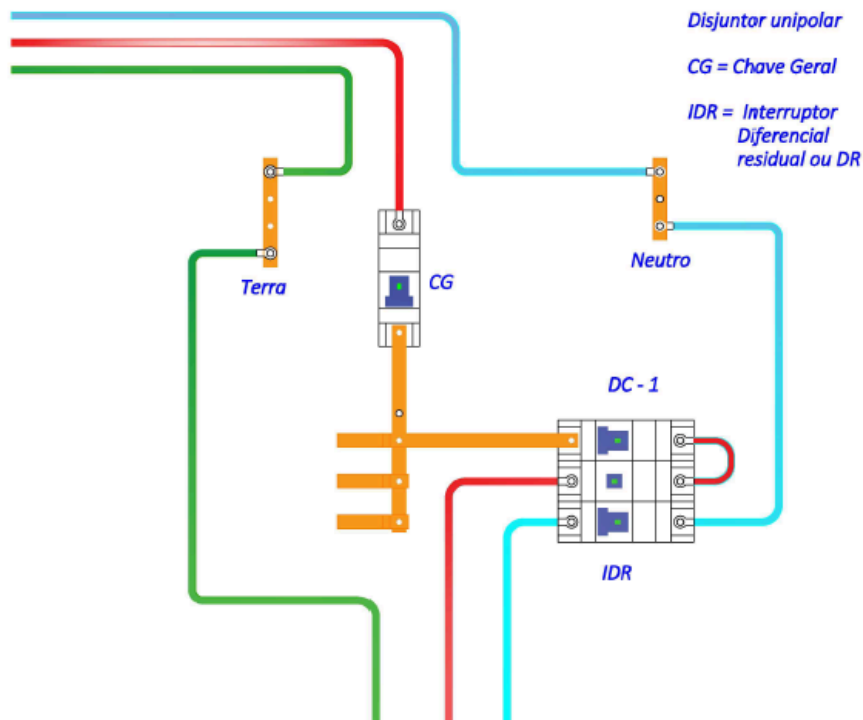 Disjuntor unipolar
CG = Chave Geral
IDR = Interruptor
Diferencial
residual ou DR
Terra
CG
Neutro
DC - 1
IDR